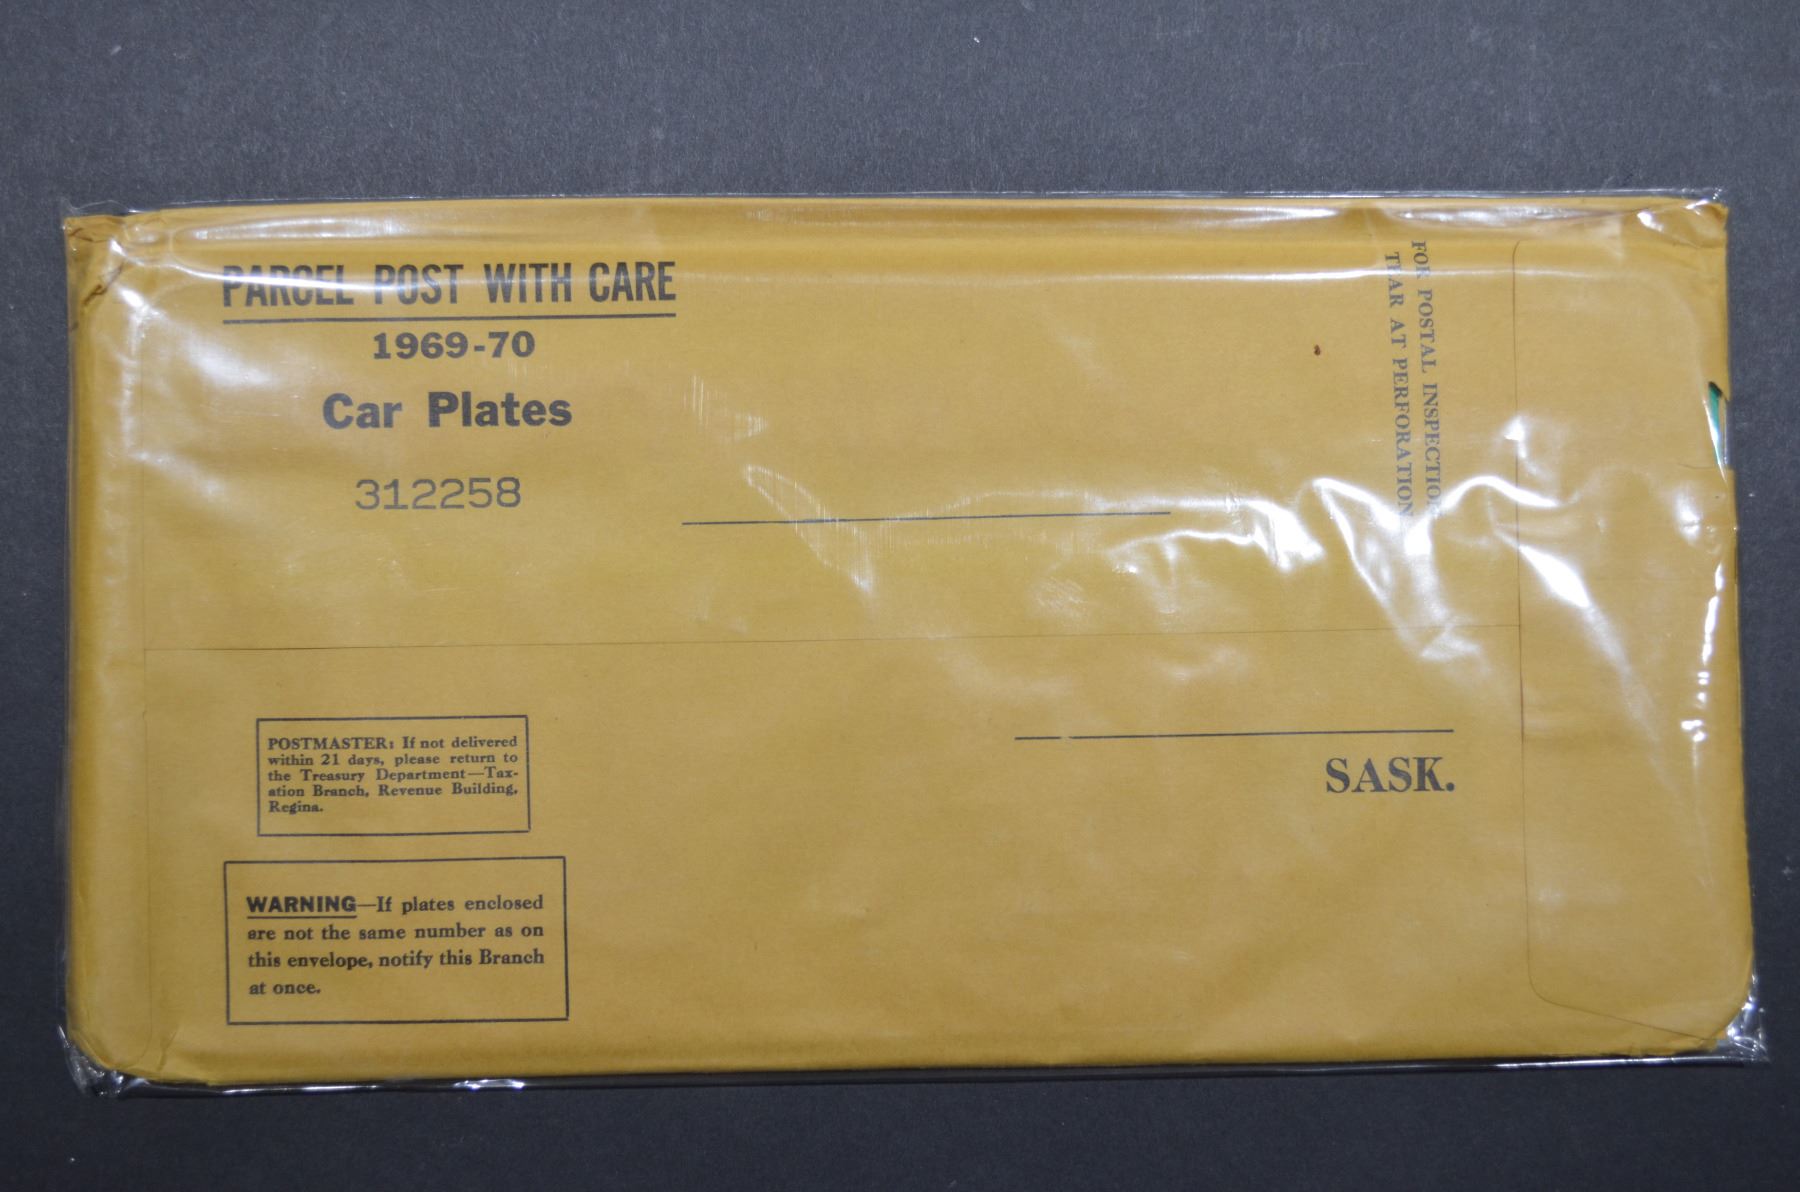 PARCEL POST WITH CARE
1969-70
Car Plates
312258
FOR POSTAL INSPECTION
TEAR AT PERFORATION
SASK.
POSTMASTER: If not delivered
within 21 days, please return to
the Treasury Department—Tax-
ation Branch, Revenue Building,
Regina.
WARNING—If plates enclosed
are not the same number as on
this envelope, notify this Branch
at once.